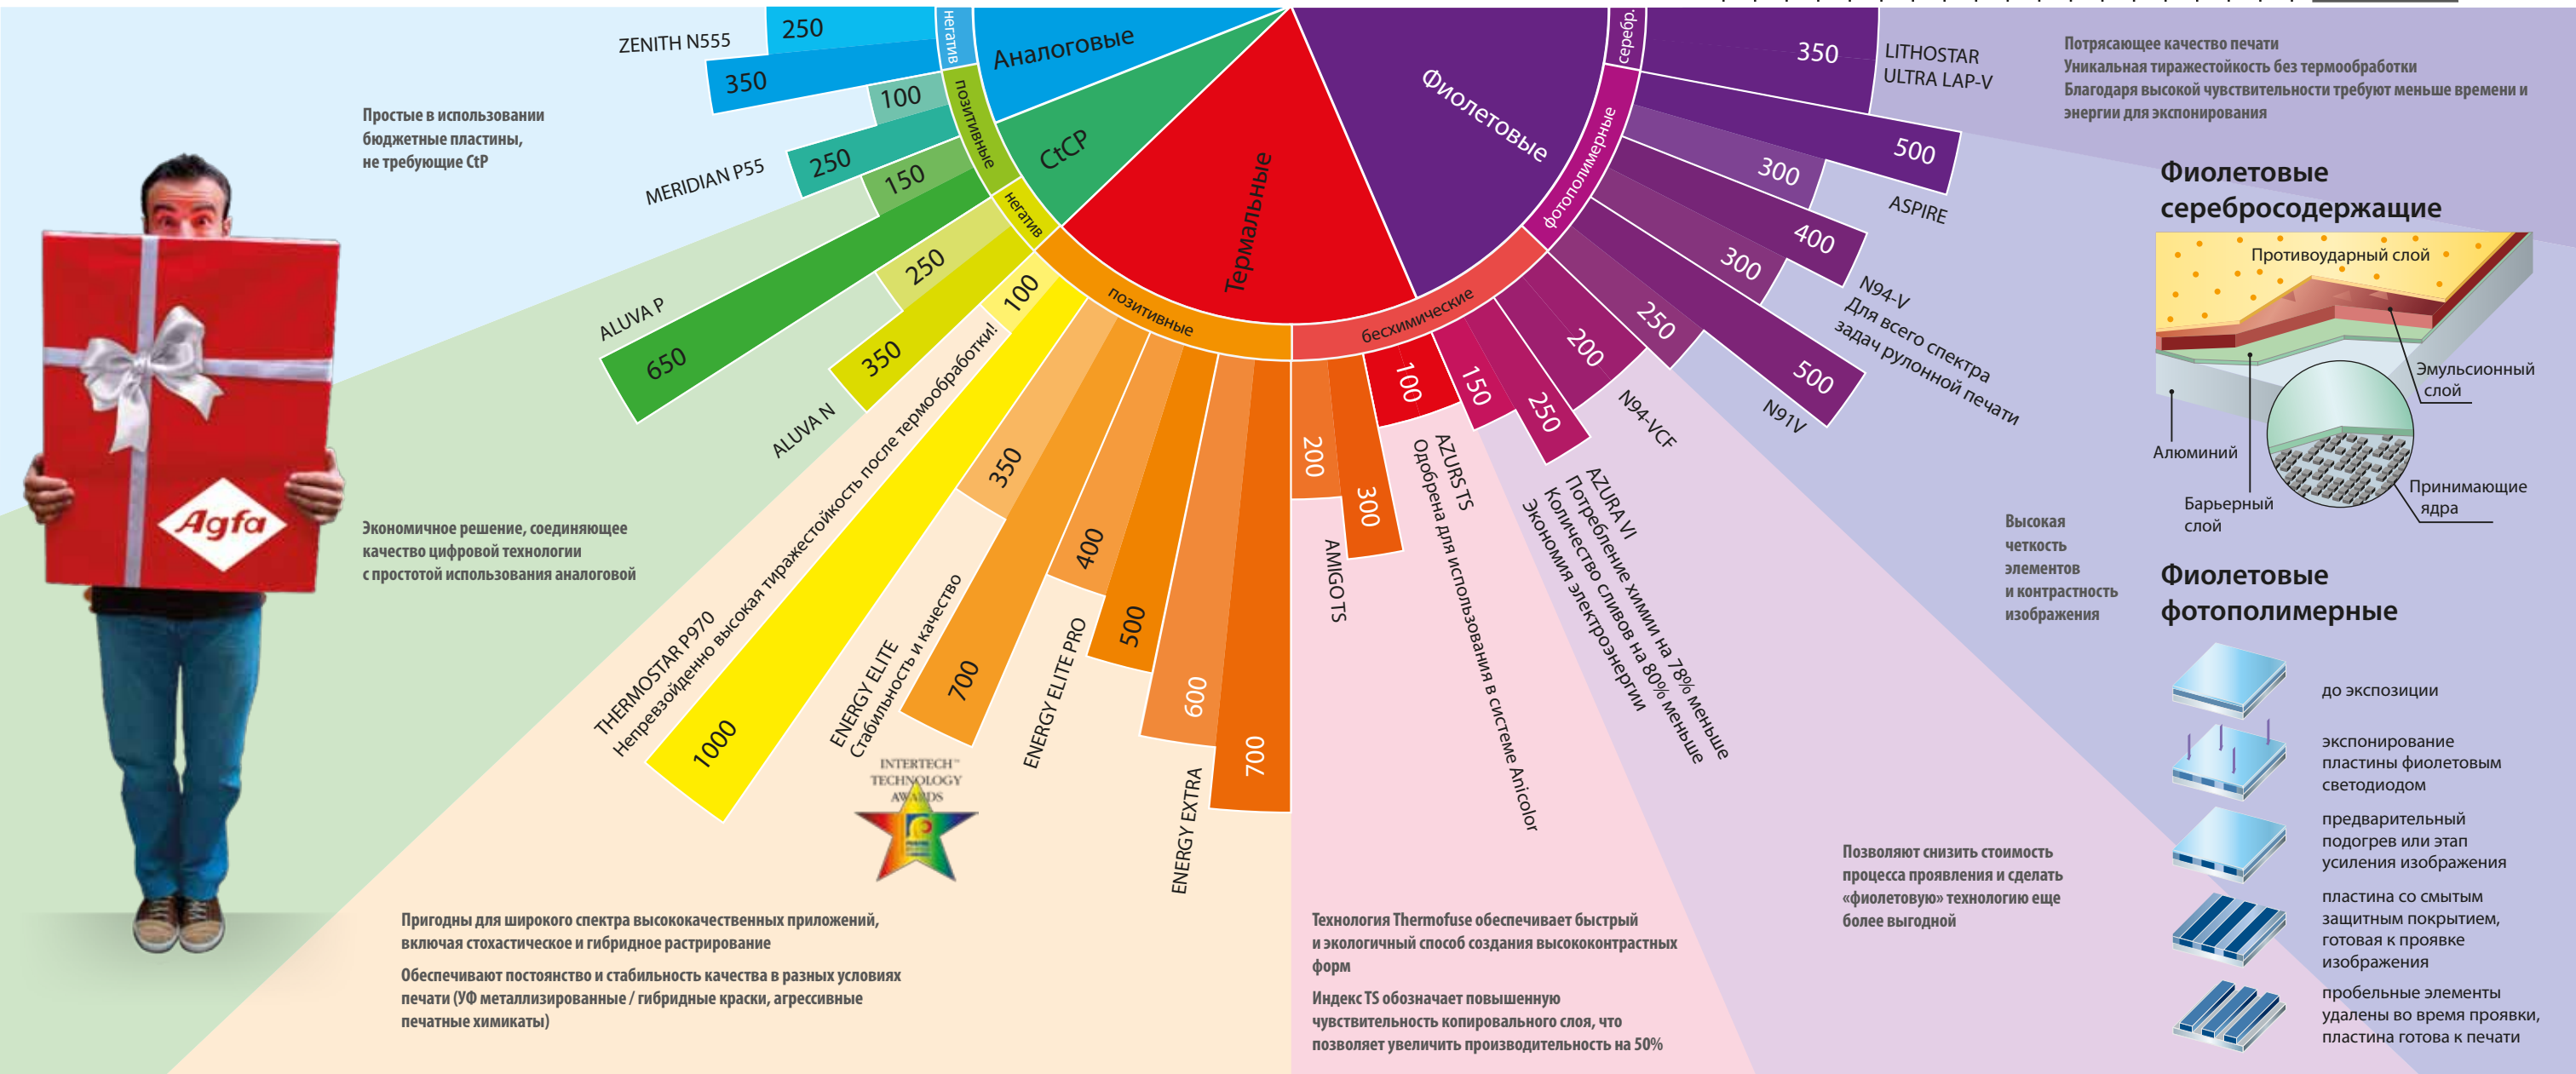 250
ZENITH N555
350
негатив
Аналоговые
100
MERIDIAN P55
250
позитивные
CtCP
150
ALUVA P
650
негатив
250
ALUVA N
350
Простые в использовании
бюджетные пластины,
не требующие CtP
Agfa
Экономичное решение, соединяющее
качество цифровой технологии
с простотой использования аналоговой
Термальные
позитивные
100
THERMOSTAR P970
Непревзойденно высокая тиражестойкость после термообработки!
1000
350
ENERGY ELITE
Стабильность и качество
700
INTERTECH™
TECHNOLOGY
AWARDS
400
ENERGY ELITE PRO
500
600
ENERGY EXTRA
700
Пригодны для широкого спектра высококачественных приложений,
включая стохастическое и гибридное растрирование
Обеспечивают постоянство и стабильность качества в разных условиях
печати (УФ металлизированные / гибридные краски, агрессивные
печатные химикаты)
бесхимические
200
AMIGO TS
300
100
AZURS TS
Одобрена для использования в системе Anicolor
150
250
AZURA VI
Потребление химии на 78% меньше
Количество сливов на 80% меньше
Экономия электроэнергии
200
N94-VCF
Технология Thermofuse обеспечивает быстрый
и экологичный способ создания высококонтрастных
форм
Индекс TS обозначает повышенную
чувствительность копировального слоя, что
позволяет увеличить производительность на 50%
Фиолетовые
серебр.
350
LITHOSTAR
ULTRA LAP-V
фотополимерные
500
300
ASPIRE
400
300
N94-V
Для всего спектра
задач рулонной печати
250
500
N91V
Позволяют снизить стоимость
процесса проявления и сделать
«фиолетовую» технологию еще
более выгодной
Высокая
четкость
элементов
и контрастность
изображения
Потрясающее качество печати
Уникальная тиражестойкость без термообработки
Благодаря высокой чувствительности требуют меньше времени и
энергии для экспонирования
Фиолетовые
серебросодержащие
Противоударный слой
Эмульсионный
слой
Алюминий
Барьерный
слой
Принимающие
ядра
Фиолетовые
фотополимерные
до экспозиции
экспонирование
пластины фиолетовым
светодиодом
предварительный
подогрев или этап
усиления изображения
пластина со смытым
защитным покрытием,
готовая к проявке
изображения
пробельные элементы
удалены во время проявки,
пластина готова к печати